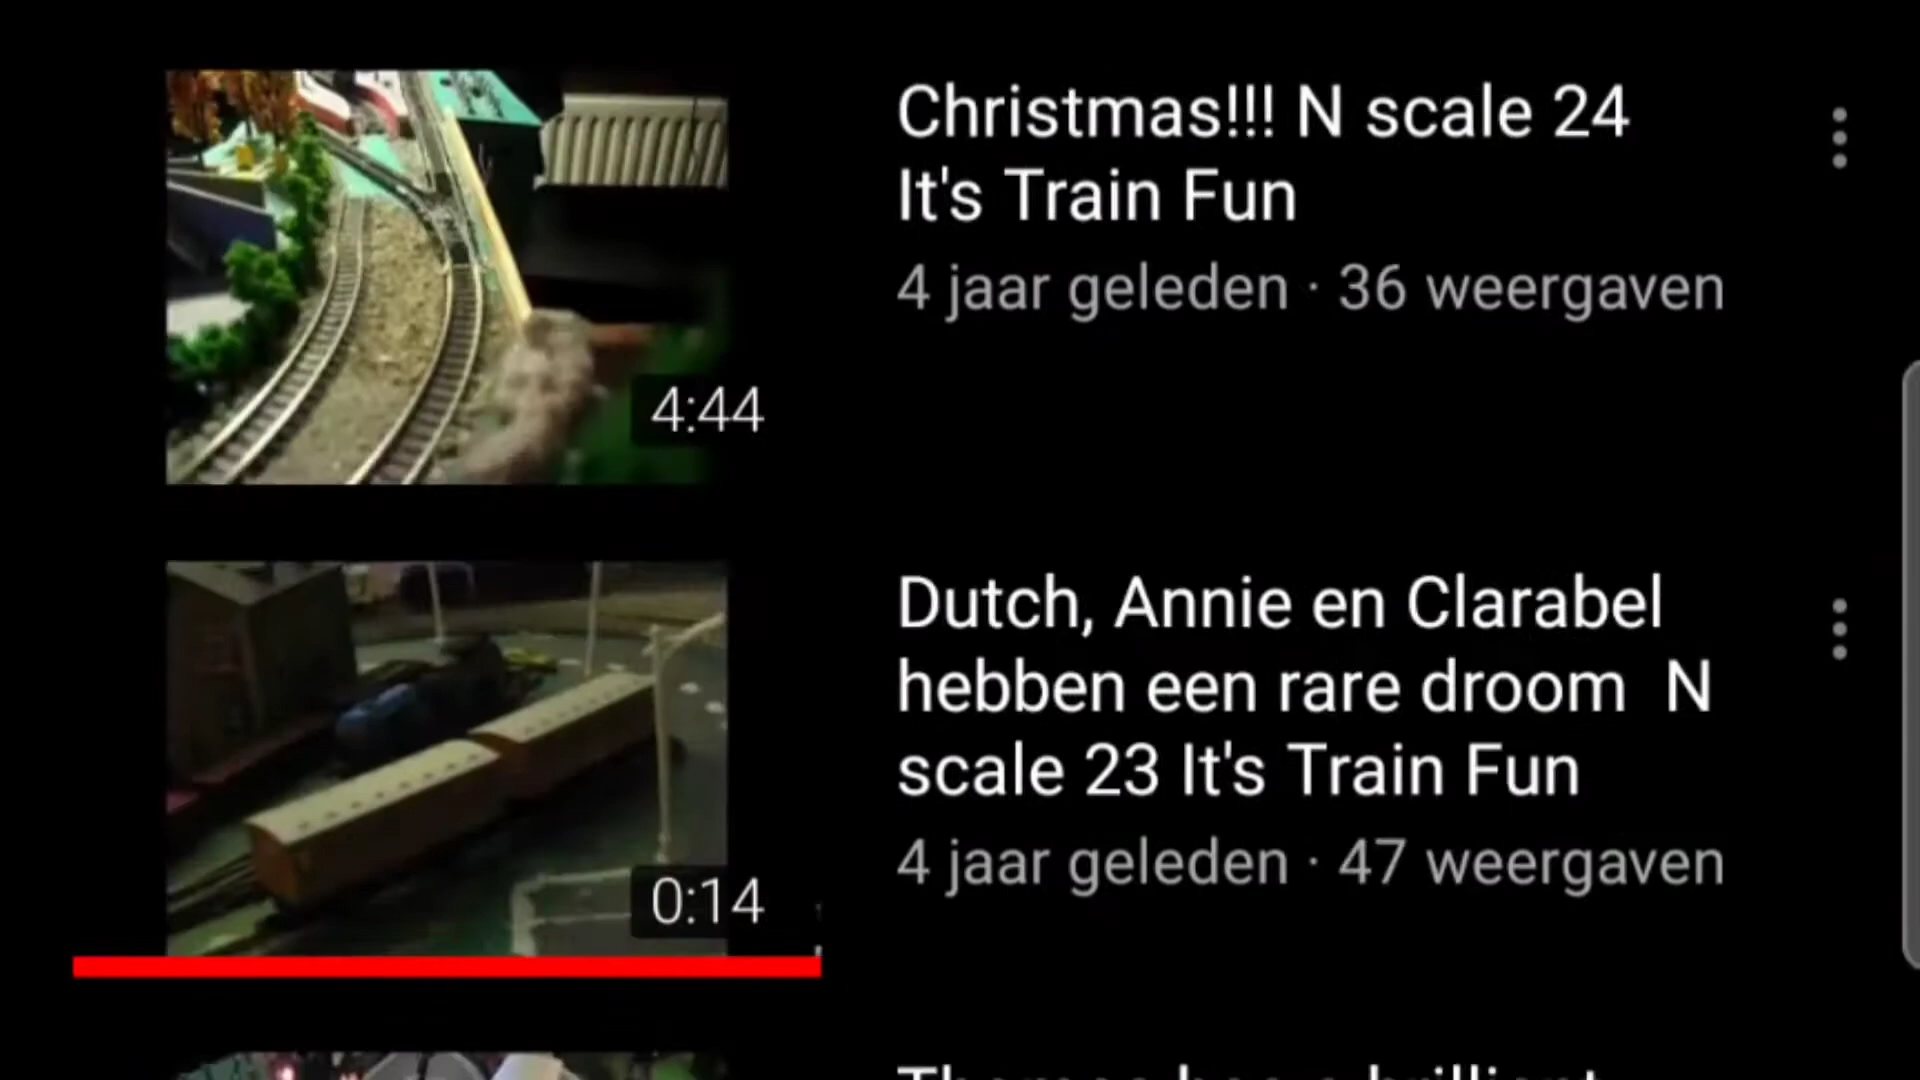 Christmas!!! N scale 24
It's Train Fun
4 jaar geleden · 36 weergaven
4:44
Dutch, Annie en Clarabel
hebben een rare droom N
scale 23 It's Train Fun
4 jaar geleden · 47 weergaven
0:14